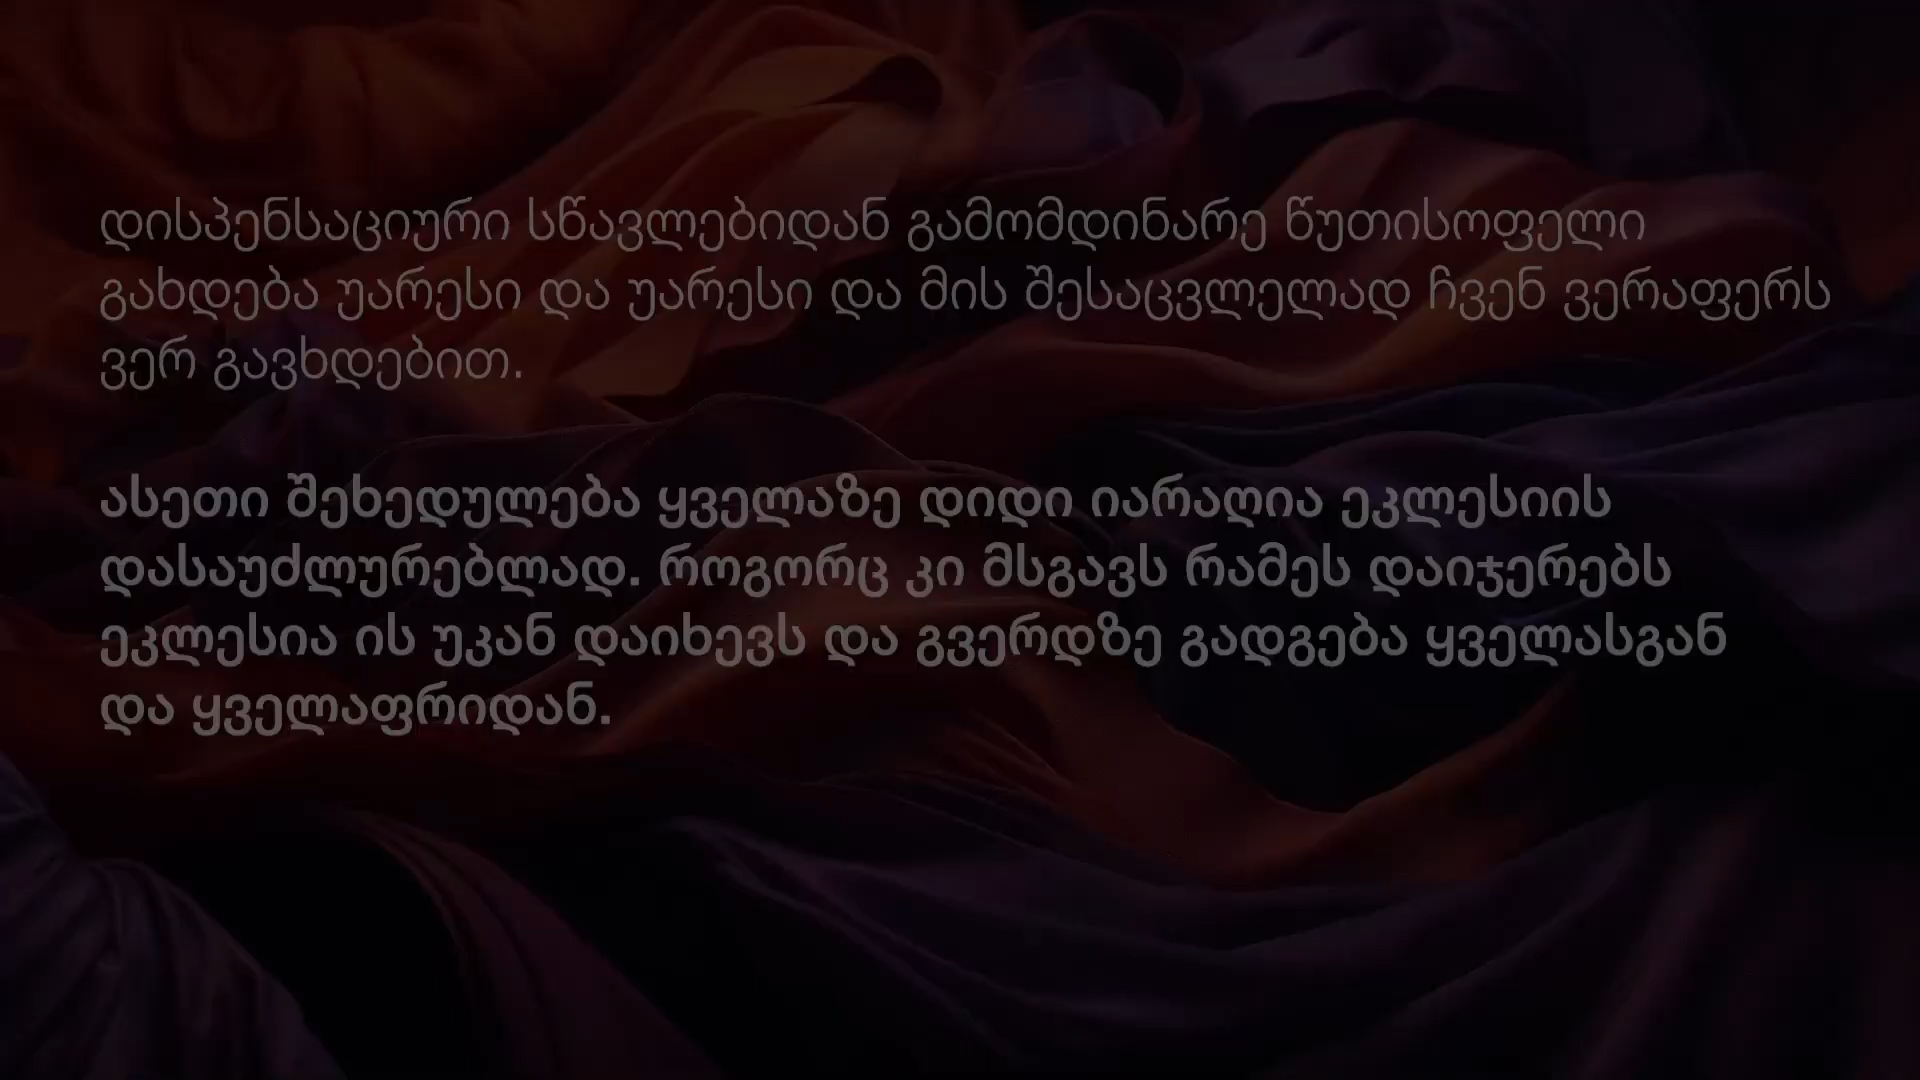 დისპენსაციური სწავლებიდან გამომდინარე წუთისოფელი
გახდება უარესი და უარესი და მის შესაცვლელად ჩვენ ვერაფერს
ვერ გავხდებით.
ასეთი შეხედულება ყველაზე დიდი იარაღია ეკლესიის
დასაუძლურებლად. როგორც კი მსგავს რამეს დაიჯერებს
ეკლესია ის უკან დაიხევს და გვერდზე გადგება ყველასგან
და ყველაფრიდან.